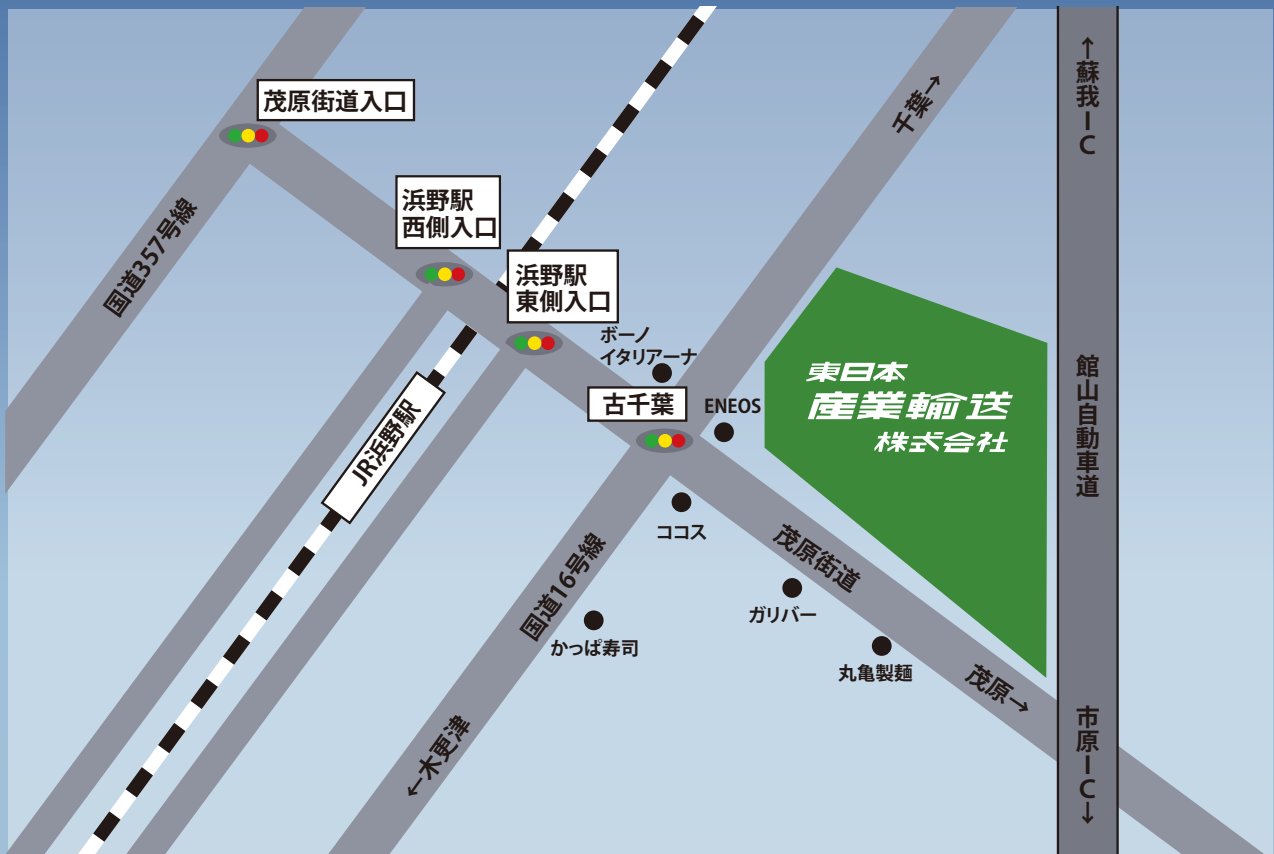 茂原街道入口
国道357号線
浜野駅
西側入口
浜野駅
東側入口
JR浜野駅
ボーノ
イタリアーナ
古千葉
ENEOS
千葉→
東日本
産業輸送
株式会社
↑蘇我IC
館山自動車道
市原IC↓
ココス
国道16号線
かっぱ寿司
←木更津
茂原街道
ガリバー
丸亀製麺
茂原→